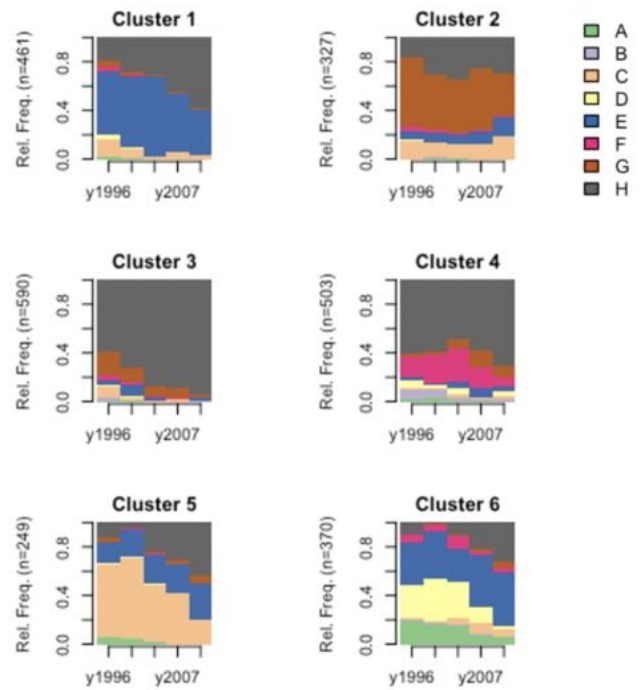 Cluster 1
Rel. Freq. (n=461)
0.0 0.4 0.8
y1996 y2007
Cluster 2
Rel. Freq. (n=327)
0.0 0.4 0.8
y1996 y2007
A
B
C
D
E
F
G
H
Cluster 3
Rel. Freq. (n=590)
0.0 0.4 0.8
y1996 y2007
Cluster 4
Rel. Freq. (n=503)
0.0 0.4 0.8
y1996 y2007
Cluster 5
Rel. Freq. (n=249)
0.0 0.4 0.8
y1996 y2007
Cluster 6
Rel. Freq. (n=370)
0.0 0.4 0.8
y1996 y2007